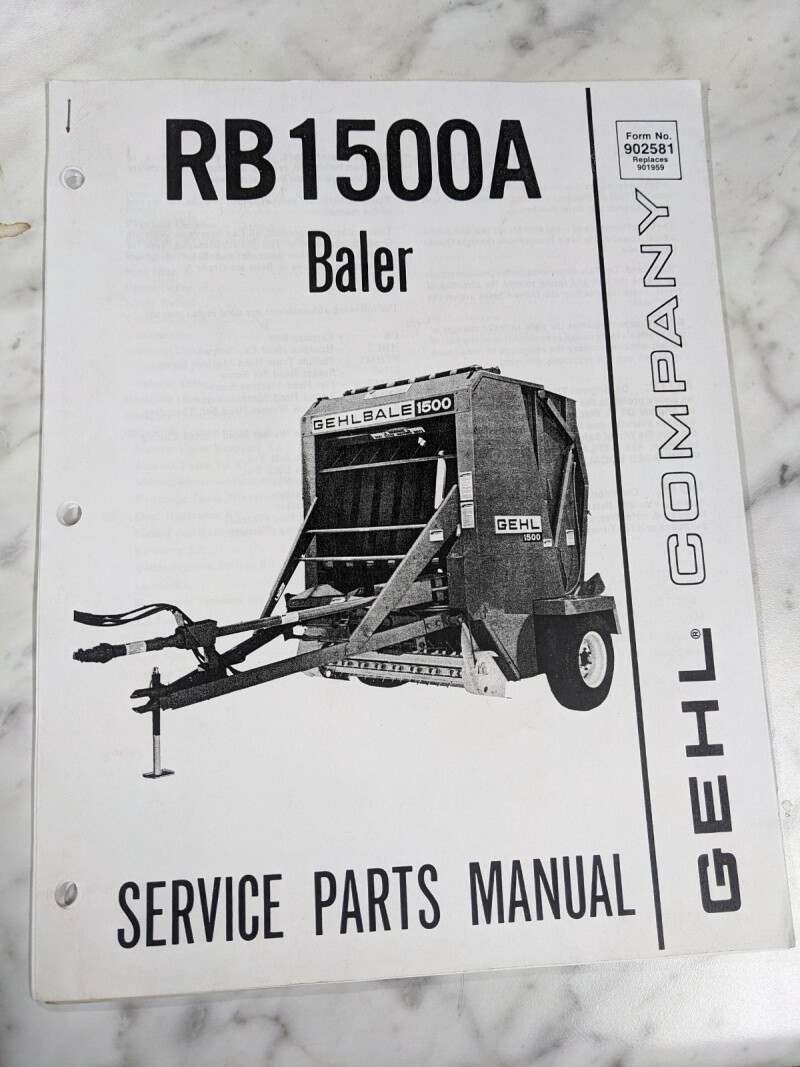 RB1500A
Baler
Form No.
902581
Replaces
901959
GEHLBALE 1500
GEHL
1500
GEHL® COMPANY
SERVICE PARTS MANUAL